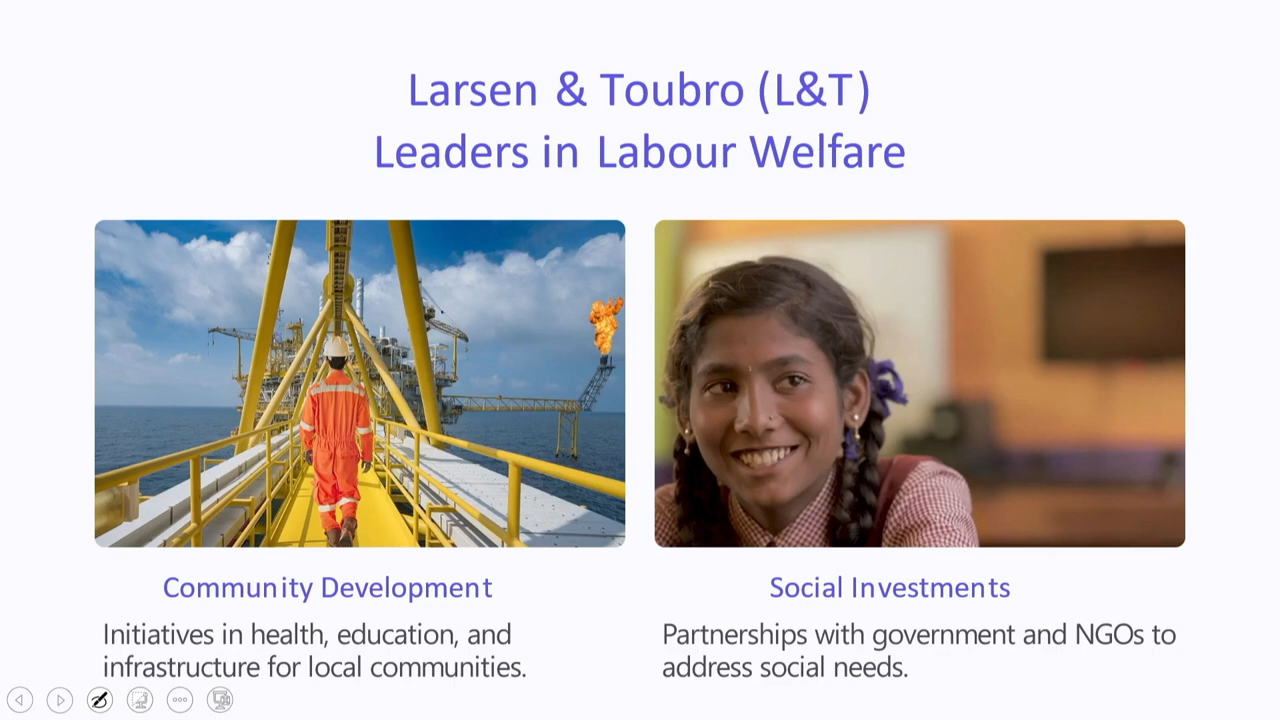 Larsen & Toubro (L&T)
Leaders in Labour Welfare
Community Development
Initiatives in health, education, and
infrastructure for local communities.
Social Investments
Partnerships with government and NGOs to
address social needs.